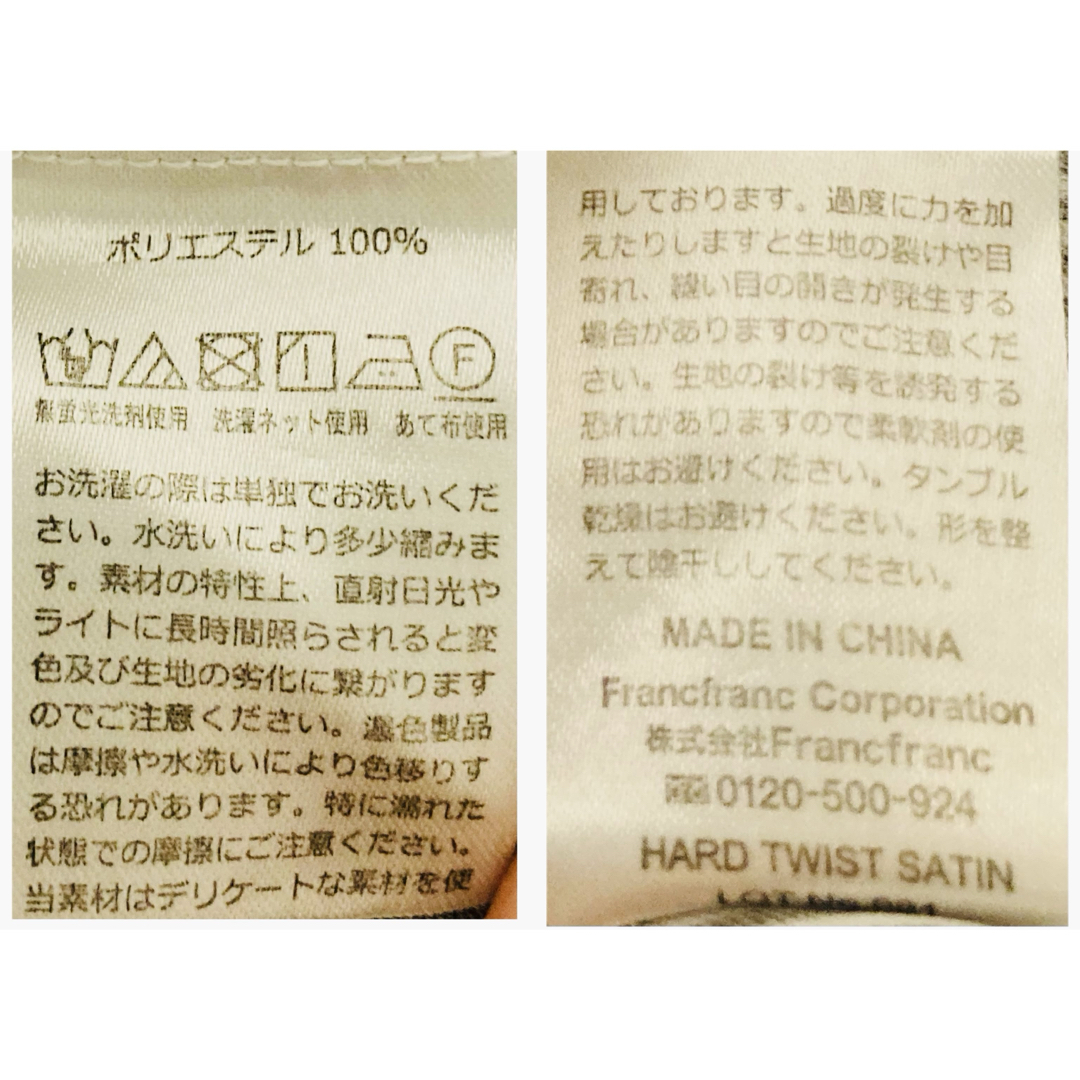 ポリエステル 100%
F
無蛍光洗剤使用 洗濯ネット使用 あて布使用
お洗濯の際は単独でお洗いくだ
さい。水洗いにより多少縮みま
す。素材の特性上、直射日光や
ライトに長時間照らされると変
色及び生地の劣化に繋がります
のでご注意ください。濃色製品
は摩擦や水洗いにより色移りす
る恐れがあります。特に濡れた
状態での摩擦にご注意ください。
当素材はデリケートな素材を使
用しております。過度に力を加
えたりしますと生地の裂けや目
寄れ、縫い目の開きが発生する
場合がありますのでご注意くだ
さい。生地の裂け等を誘発する
恐れがありますので柔軟剤の使
用はお避けください。タンブル
乾燥はお避けください。形を整
えて陰干ししてください。
MADE IN CHINA
Francfranc Corporation
株式会社Francfranc
0120-500-924
HARD TWIST SATIN